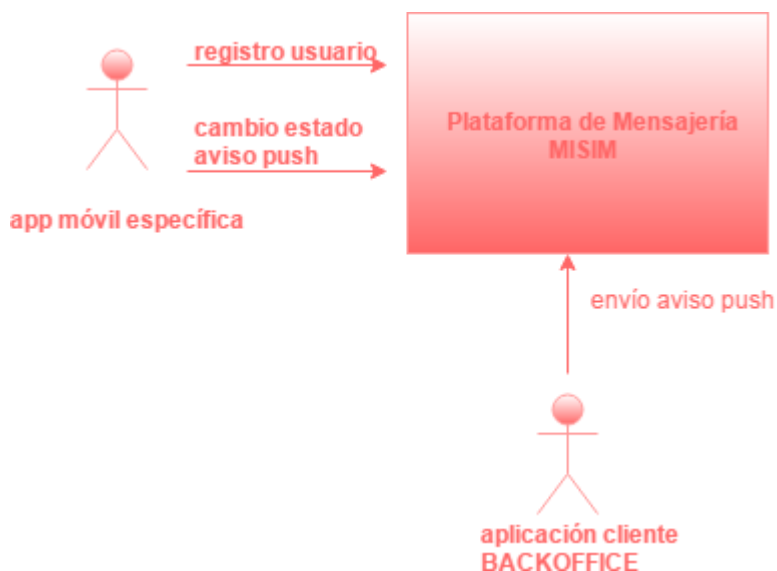 registro usuario
cambio estado
aviso push
app móvil específica
Plataforma de Mensajería
MISIM
envío aviso push
aplicación cliente
BACKOFFICE